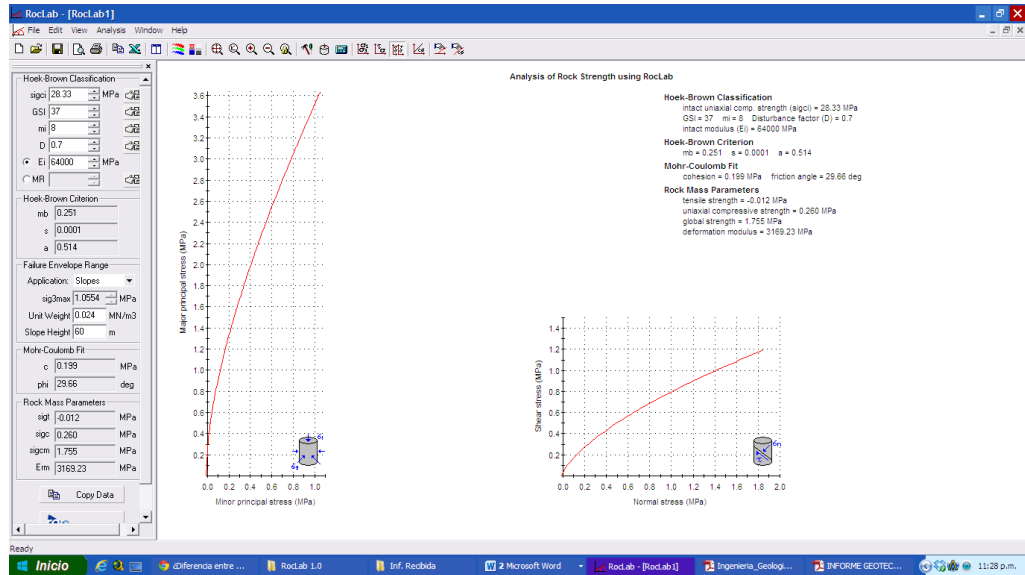 RocLab - [RocLab1]
File Edit View Analysis Window Help
Hoek-Brown Classification
sigci 28.33 MPa
GSI 37
mi 8
D 0.7
Ei 64000 MPa
MR
Hoek-Brown Criterion
mb 0.251
s 0.0001
a 0.514
Failure Envelope Range
Application: Slopes
sig3max 1.0554 MPa
Unit Weight 0.024 MN/m3
Slope Height 60 m
Mohr-Coulomb Fit
c 0.199 MPa
phi 29.66 deg
Rock Mass Parameters
sigt -0.012 MPa
sigc 0.260 MPa
sigcm 1.755 MPa
Erm 3169.23 MPa
Copy Data
Analysis of Rock Strength using RocLab
Hoek-Brown Classification
intact uniaxial comp. strength (sigci) = 28.33 MPa
GSI = 37 mi = 8 Disturbance factor (D) = 0.7
intact modulus (Ei) = 64000 MPa
Hoek-Brown Criterion
mb = 0.251 s = 0.0001 a = 0.514
Mohr-Coulomb Fit
cohesion = 0.199 MPa friction angle = 29.66 deg
Rock Mass Parameters
tensile strength = -0.012 MPa
uniaxial compressive strength = 0.260 MPa
global strength = 1.755 MPa
deformation modulus = 3169.23 MPa
Major principal stress (MPa)
3.6
3.4
3.2
3.0
2.8
2.6
2.4
2.2
2.0
1.8
1.6
1.4
1.2
1.0
0.8
0.6
0.4
0.2
0.0 0.2 0.4 0.6 0.8 1.0
Minor principal stress (MPa)
Shear stress (MPa)
1.4
1.2
1.0
0.8
0.6
0.4
0.2
0.0 0.2 0.4 0.6 0.8 1.0 1.2 1.4 1.6 1.8 2.0
Normal stress (MPa)
Ready
Inicio
¿Diferencia entre ...
RocLab 1.0
Inf. Recibida
2 Microsoft Word
RocLab - [RocLab1]
Ingenieria_Geologi...
INFORME GEOTEC...
11:28 p.m.